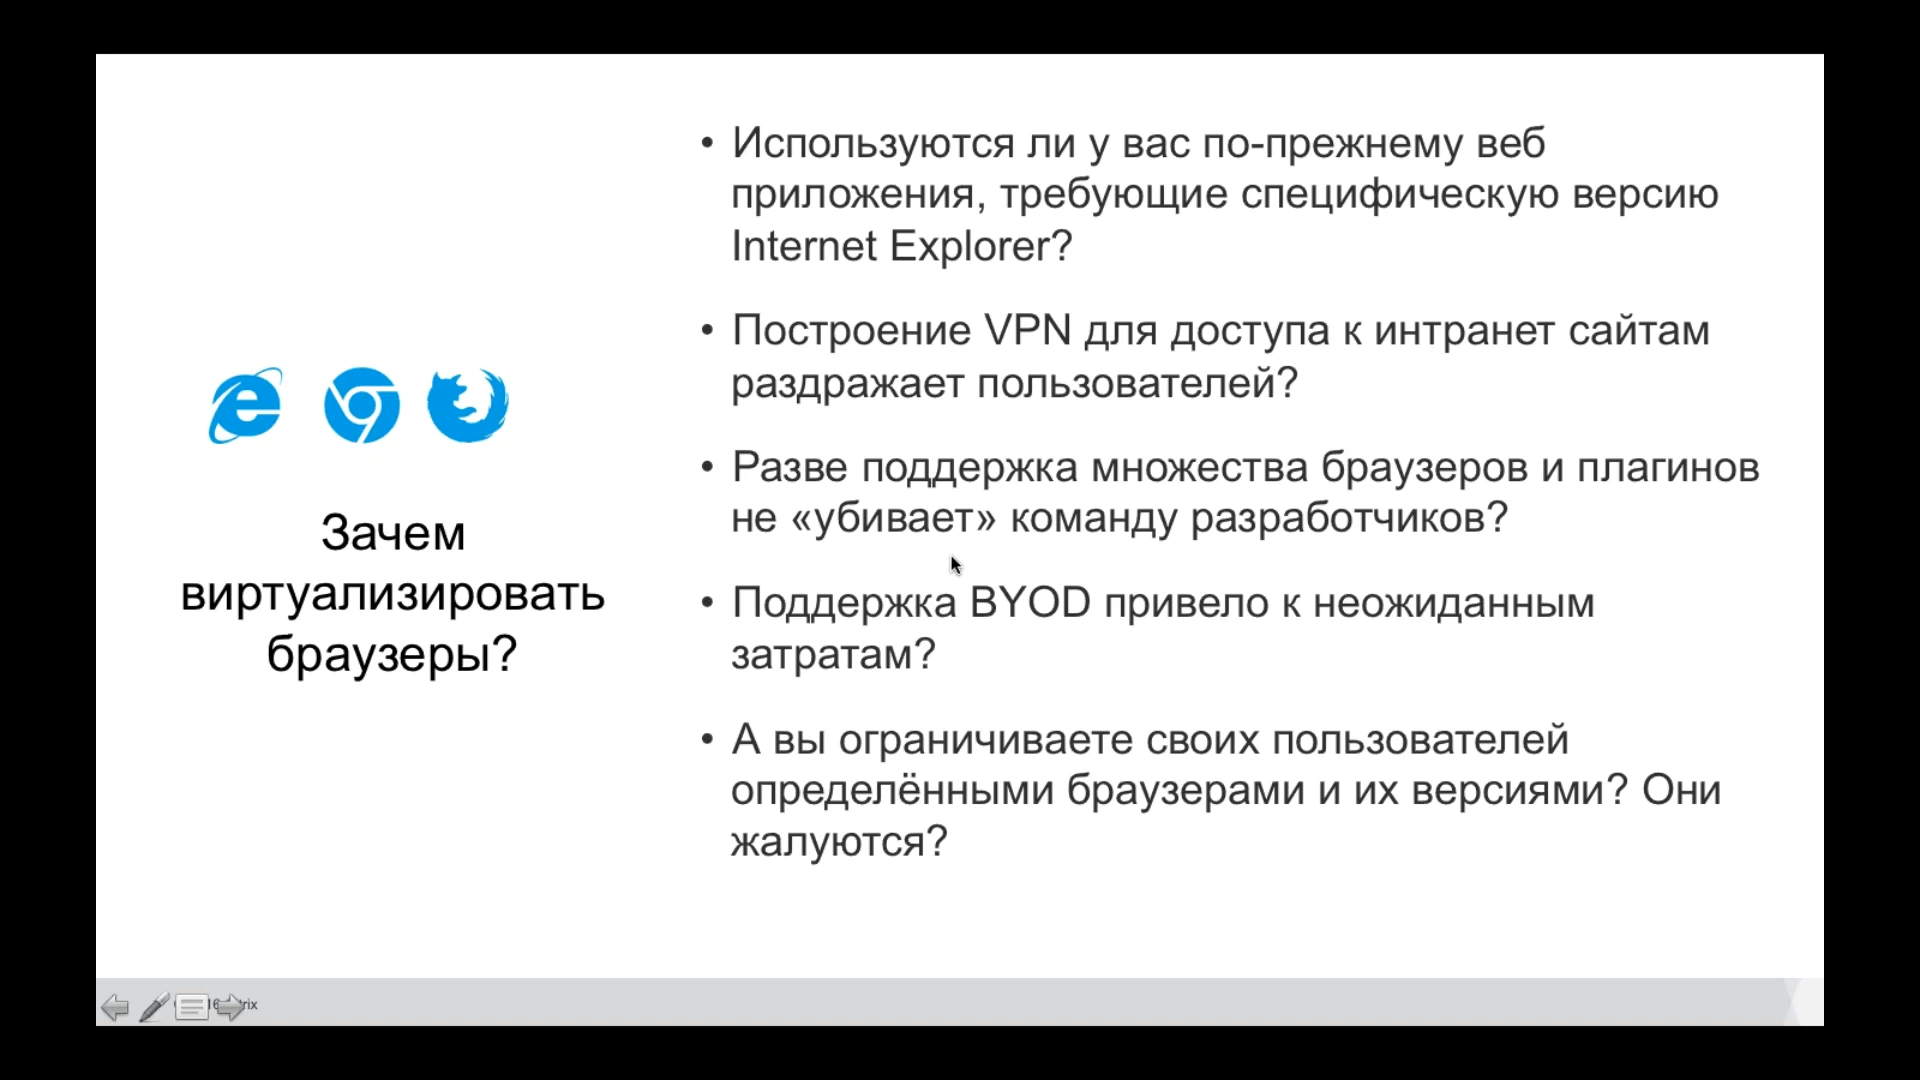 Зачем
виртуализировать
браузеры?
• Используются ли у вас по-прежнему веб
приложения, требующие специфическую версию
Internet Explorer?
• Построение VPN для доступа к интранет сайтам
раздражает пользователей?
• Разве поддержка множества браузеров и плагинов
не «убивает» команду разработчиков?
• Поддержка BYOD привело к неожиданным
затратам?
• А вы ограничиваете своих пользователей
определёнными браузерами и их версиями? Они
жалуются?